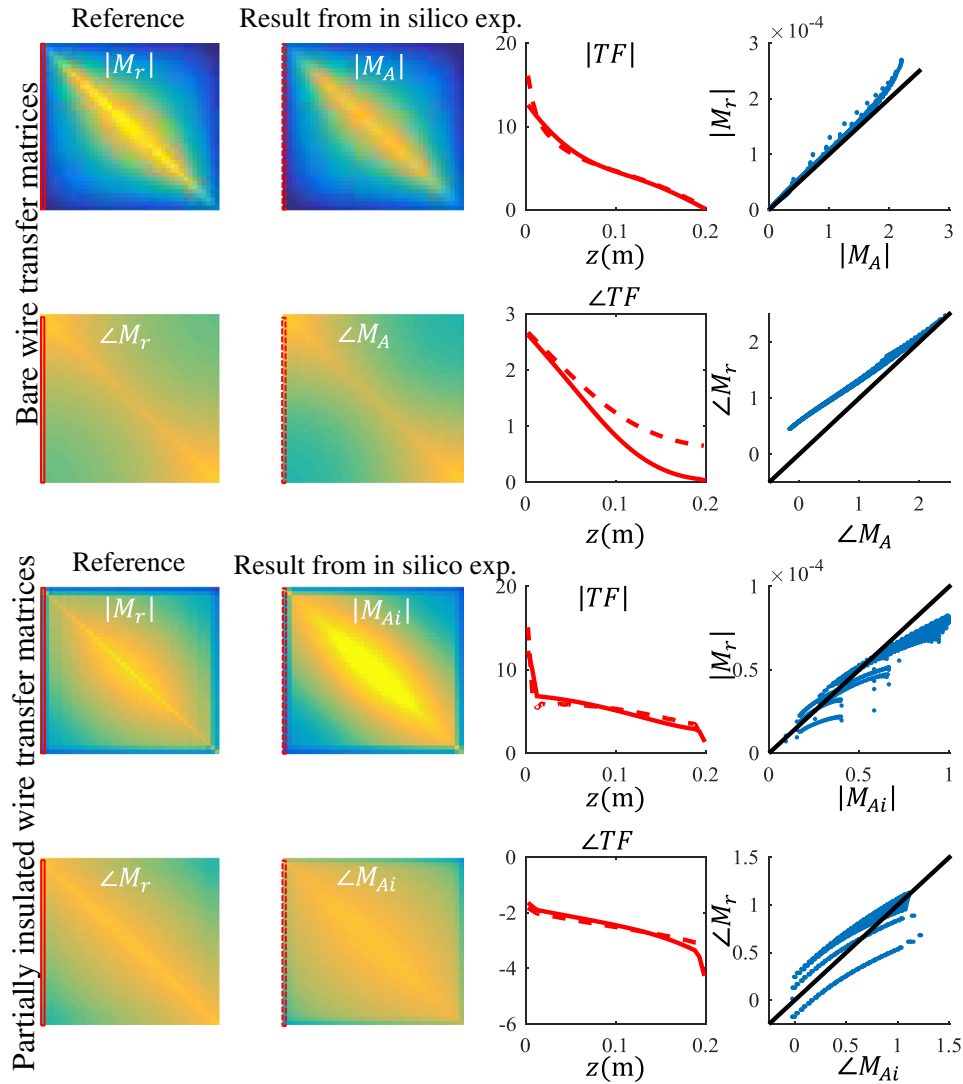 Reference
Result from in silico exp.
Bare wire transfer matrices
|M_r|
|M_A|
|TF|
20
10
0
0
0.1
0.2
z(m)
×10⁻⁴
|M_r|
3
2
1
0
0
1
2
3
|M_A|
∠M_r
∠M_A
∠TF
3
2
1
0
0
0.1
0.2
z(m)
∠M_r
2
1
0
0
1
2
∠M_A
Partially insulated wire transfer matrices
Reference
Result from in silico exp.
|M_r|
|M_Ai|
|TF|
20
10
0
0
0.1
0.2
z(m)
×10⁻⁴
|M_r|
1
0.5
0
0.5
1
|M_Ai|
∠M_r
∠M_Ai
∠TF
0
-2
-4
-6
0
0.1
0.2
z(m)
∠M_r
1.5
1
0.5
0
0
0.5
1
1.5
∠M_Ai